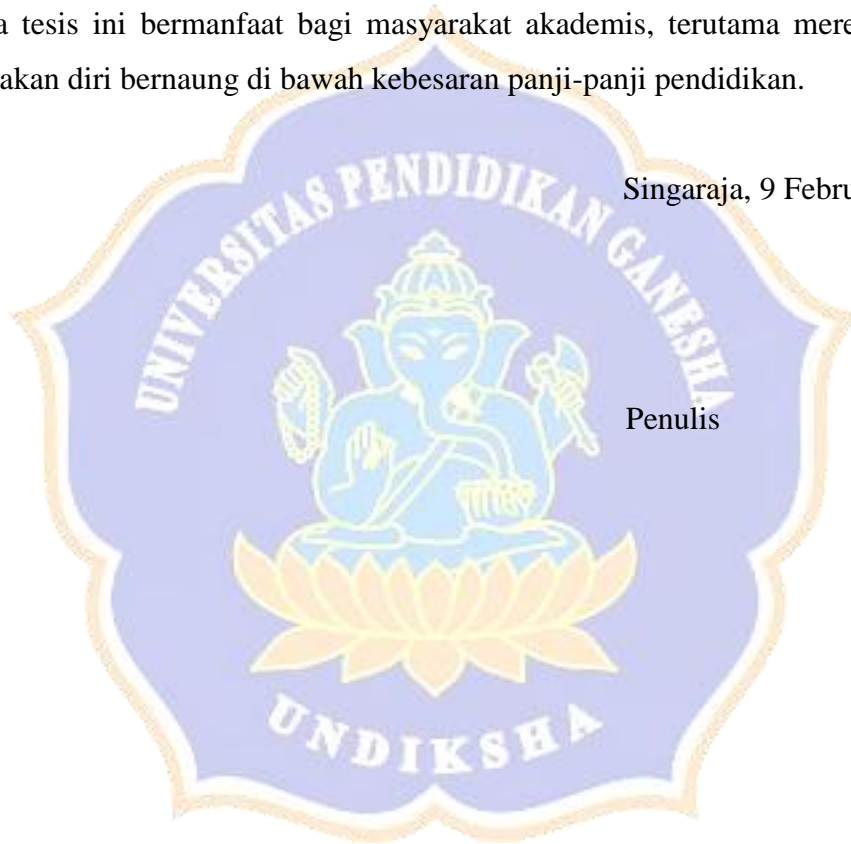 a tesis ini bermanfaat bagi masyarakat akademis, terutama mere
akan diri bernaung di bawah kebesaran panji-panji pendidikan.
Singaraja, 9 Febru
UNIVERSITAS PENDIDIKAN GANESHA
Penulis
UNDIKSHA